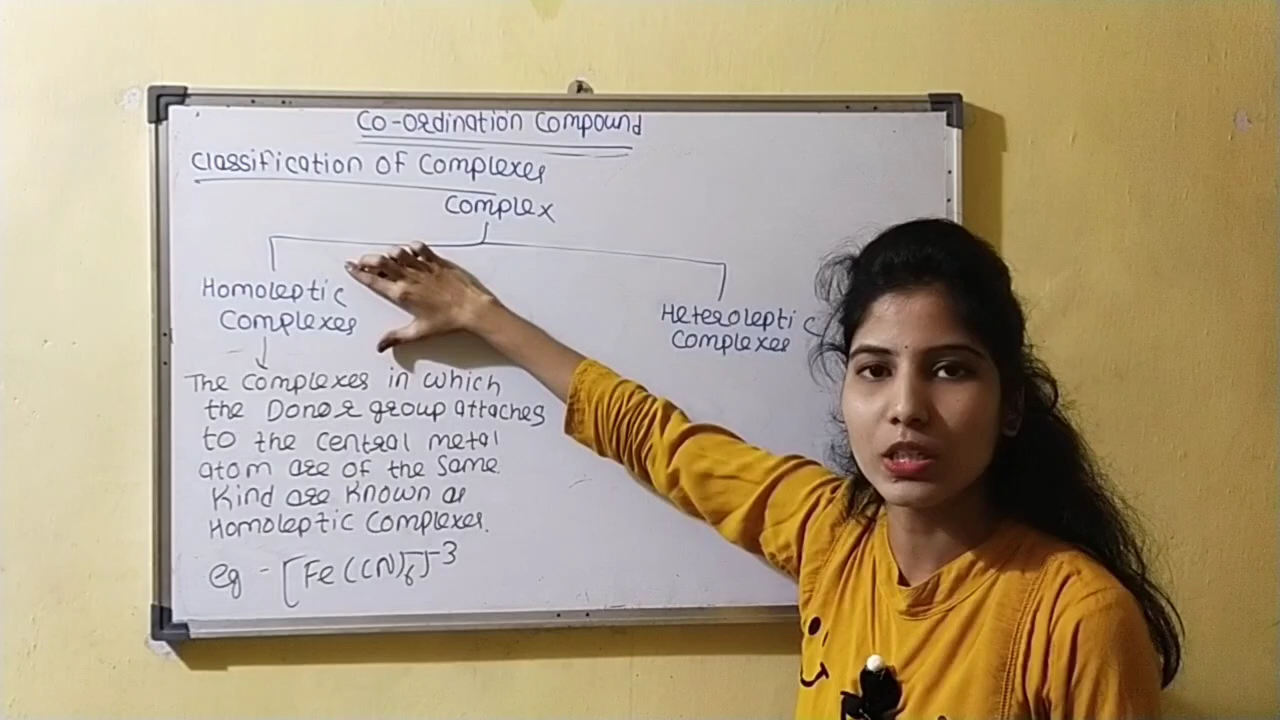 Co-ordination Compound
Classification of Complexes
Complex
Homoleptic
Complexes
Heteroleptic
Complexes
The complexes in which
the Donor group attaches
to the central metal
atom are of the same
Kind are known as
Homoleptic Complexes.
eg - [Fe(CN)6]-3